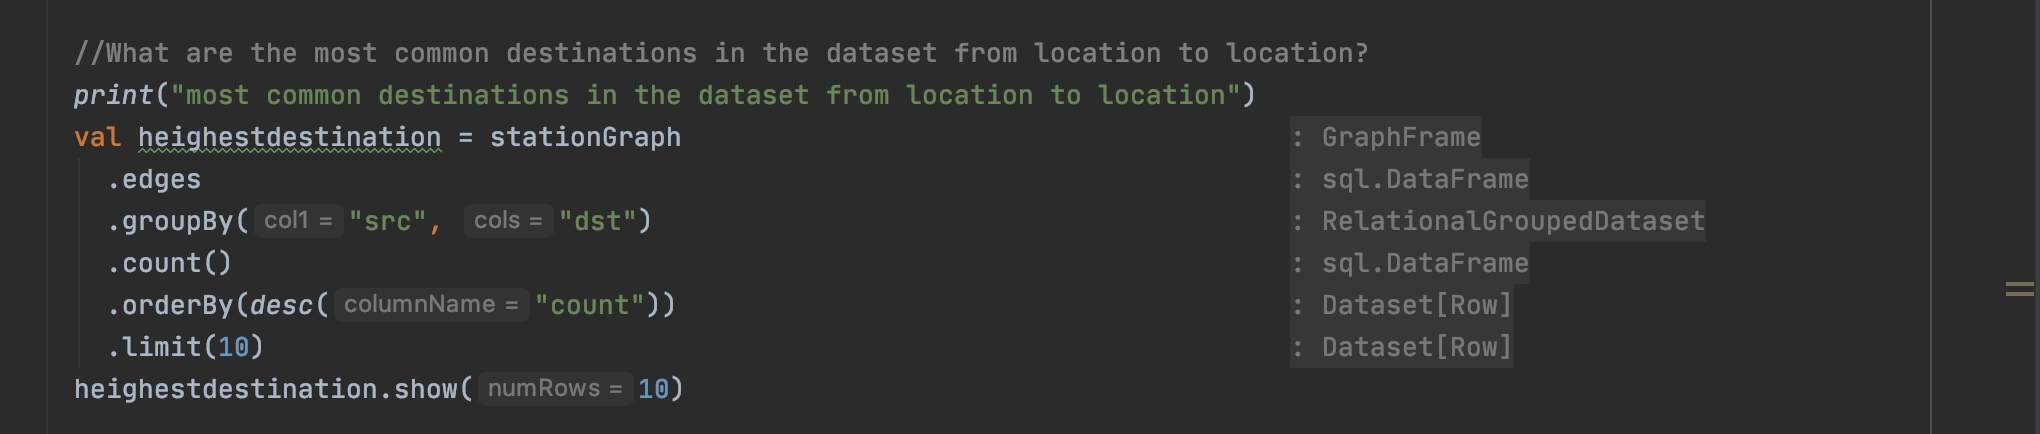 //What are the most common destinations in the dataset from location to location?
print("most common destinations in the dataset from location to location")
val heighestdestination = stationGraph : GraphFrame
.edges : sql.DataFrame
.groupBy( col1 = "src", cols = "dst") : RelationalGroupedDataset
.count() : sql.DataFrame
.orderBy(desc( columnName = "count")) : Dataset[Row]
.limit(10) : Dataset[Row]
heighestdestination.show( numRows = 10)